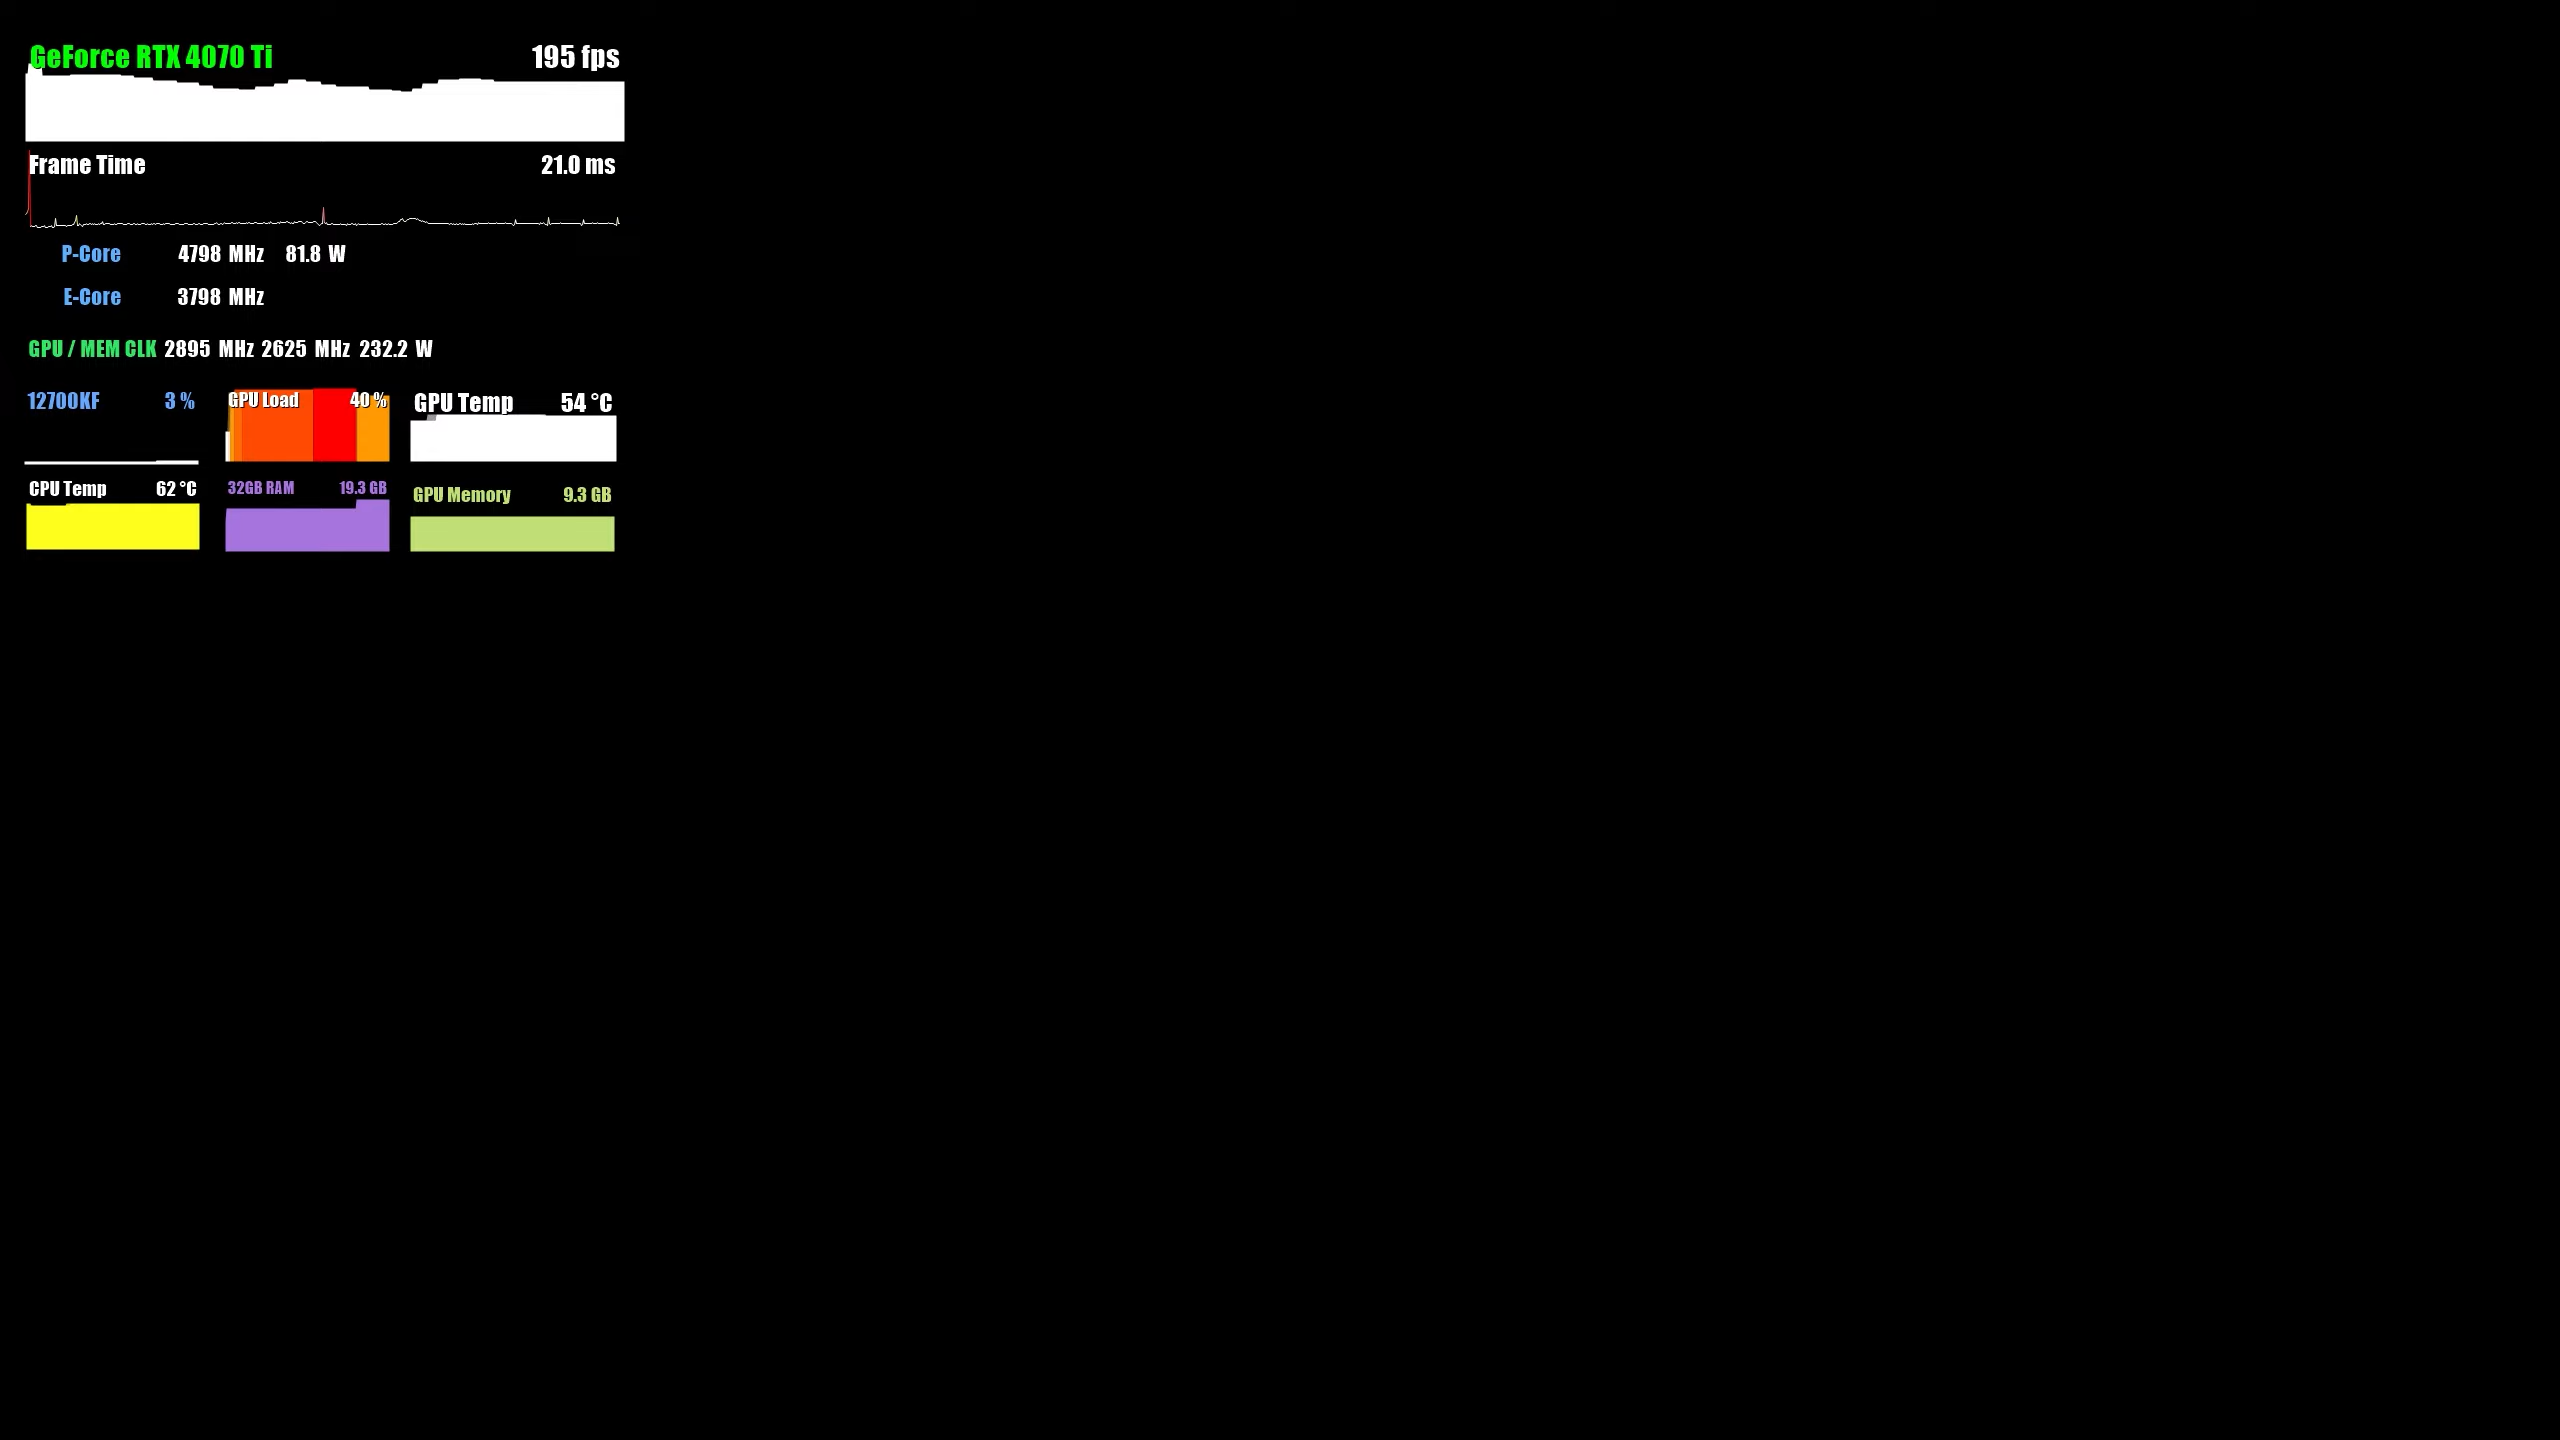 GeForce RTX 4070 Ti 195 fps
Frame Time 21.0 ms
P-Core 4798 MHz 81.8 W
E-Core 3798 MHz
GPU / MEM CLK 2895 MHz 2625 MHz 232.2 W
12700KF 3 % GPU Load 40 % GPU Temp 54 °C
CPU Temp 62 °C 32GB RAM 19.3 GB GPU Memory 9.3 GB